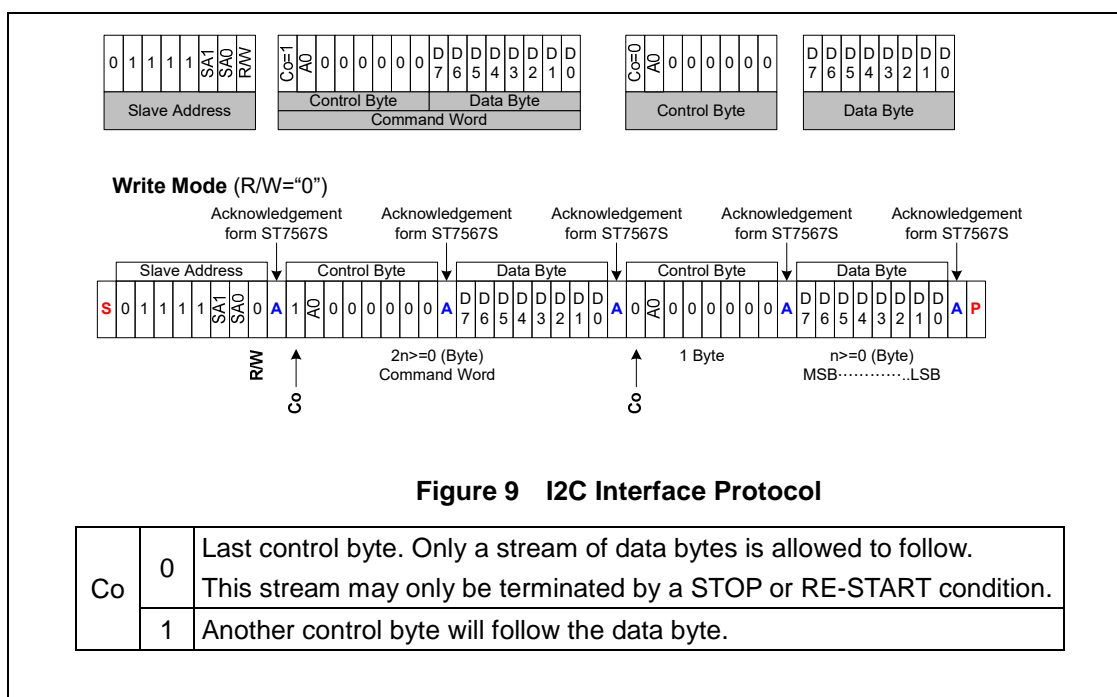 0 1 1 1 1 SA1 SA0 R/W Co=1 A0 0 0 0 0 0 0 D7 D6 D5 D4 D3 D2 D1 D0 Co=0 A0 0 0 0 0 0 0 D7 D6 D5 D4 D3 D2 D1 D0
Slave Address Control Byte Data Byte Control Byte Data Byte
Command Word
Write Mode (R/W="0")
Acknowledgement Acknowledgement Acknowledgement Acknowledgement Acknowledgement
form ST7567S form ST7567S form ST7567S form ST7567S form ST7567S
Slave Address Control Byte Data Byte Control Byte Data Byte
S 0 1 1 1 1 SA1 SA0 0 A 1 A0 0 0 0 0 0 0 A D7 D6 D5 D4 D3 D2 D1 D0 A 0 A0 0 0 0 0 0 0 A D7 D6 D5 D4 D3 D2 D1 D0 A P
R/W 2n>=0 (Byte) 1 Byte n>=0 (Byte)
Command Word MSB…………..LSB
Co Co
Figure 9 I2C Interface Protocol
Co 0 Last control byte. Only a stream of data bytes is allowed to follow.
This stream may only be terminated by a STOP or RE-START condition.
1 Another control byte will follow the data byte.